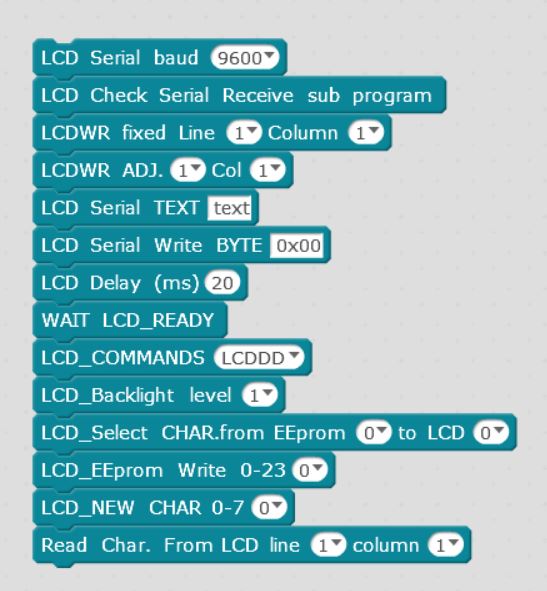 LCD Serial baud 9600
LCD Check Serial Receive sub program
LCDWR fixed Line 1 Column 1
LCDWR ADJ. 1 Col 1
LCD Serial TEXT text
LCD Serial Write BYTE 0x00
LCD Delay (ms) 20
WAIT LCD_READY
LCD_COMMANDS LCDDD
LCD_Backlight level 1
LCD_Select CHAR.from EEprom 0 to LCD 0
LCD_EEprom Write 0-23 0
LCD_NEW CHAR 0-7 0
Read Char. From LCD line 1 column 1